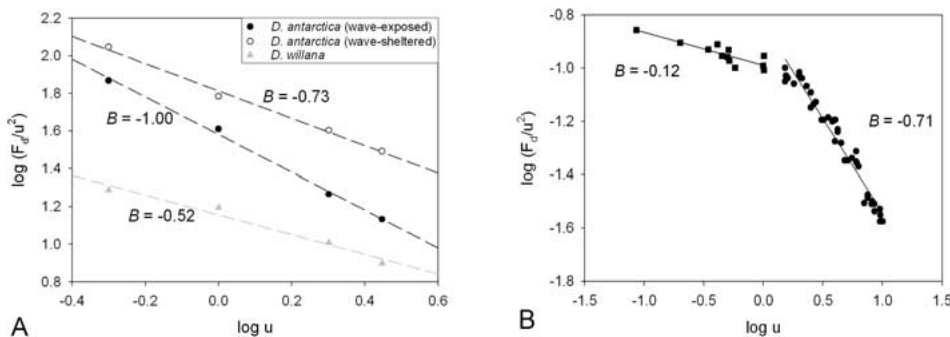 2.2
2.0
1.8
1.6
1.4
1.2
1.0
0.8
log (Fd/u²)
D. antarctica (wave-exposed)
D. antarctica (wave-sheltered)
D. willana
B = -0.73
B = -1.00
B = -0.52
-0.4 -0.2 0.0 0.2 0.4 0.6
log u
A
-0.8
-1.0
-1.2
-1.4
-1.6
-1.8
log (Fd/u²)
B = -0.12
B = -0.71
-1.5 -1.0 -0.5 0.0 0.5 1.0 1.5
log u
B